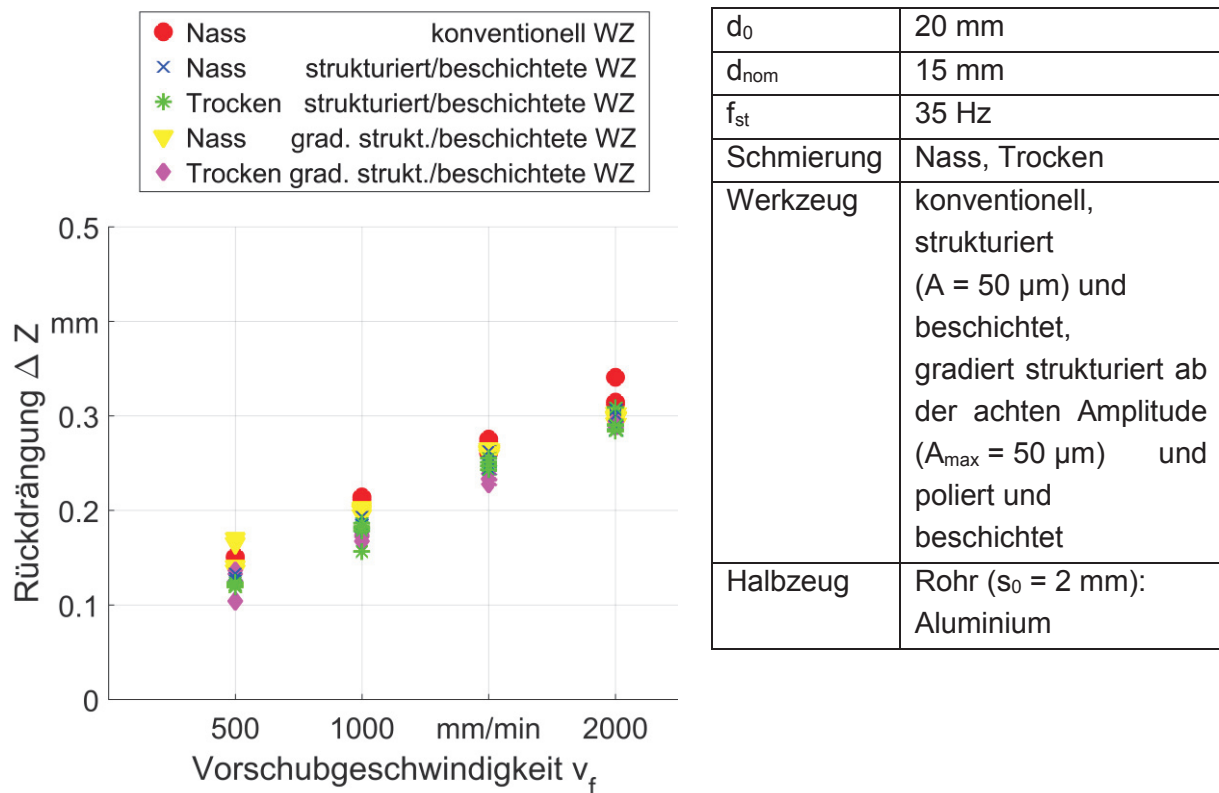 Nass konventionell WZ
Nass strukturiert/beschichtete WZ
Trocken strukturiert/beschichtete WZ
Nass grad. strukt./beschichtete WZ
Trocken grad. strukt./beschichtete WZ
0.5
mm
0.3
0.2
0.1
0
Rückdrängung Δ Z
500 1000 mm/min 2000
Vorschubgeschwindigkeit v_f
d₀ 20 mm
dₙₒₘ 15 mm
fₛₜ 35 Hz
Schmierung Nass, Trocken
Werkzeug konventionell,
strukturiert
(A = 50 µm) und
beschichtet,
gradiert strukturiert ab
der achten Amplitude
(Aₘₐₓ = 50 µm) und
poliert und
beschichtet
Halbzeug Rohr (s₀ = 2 mm):
Aluminium